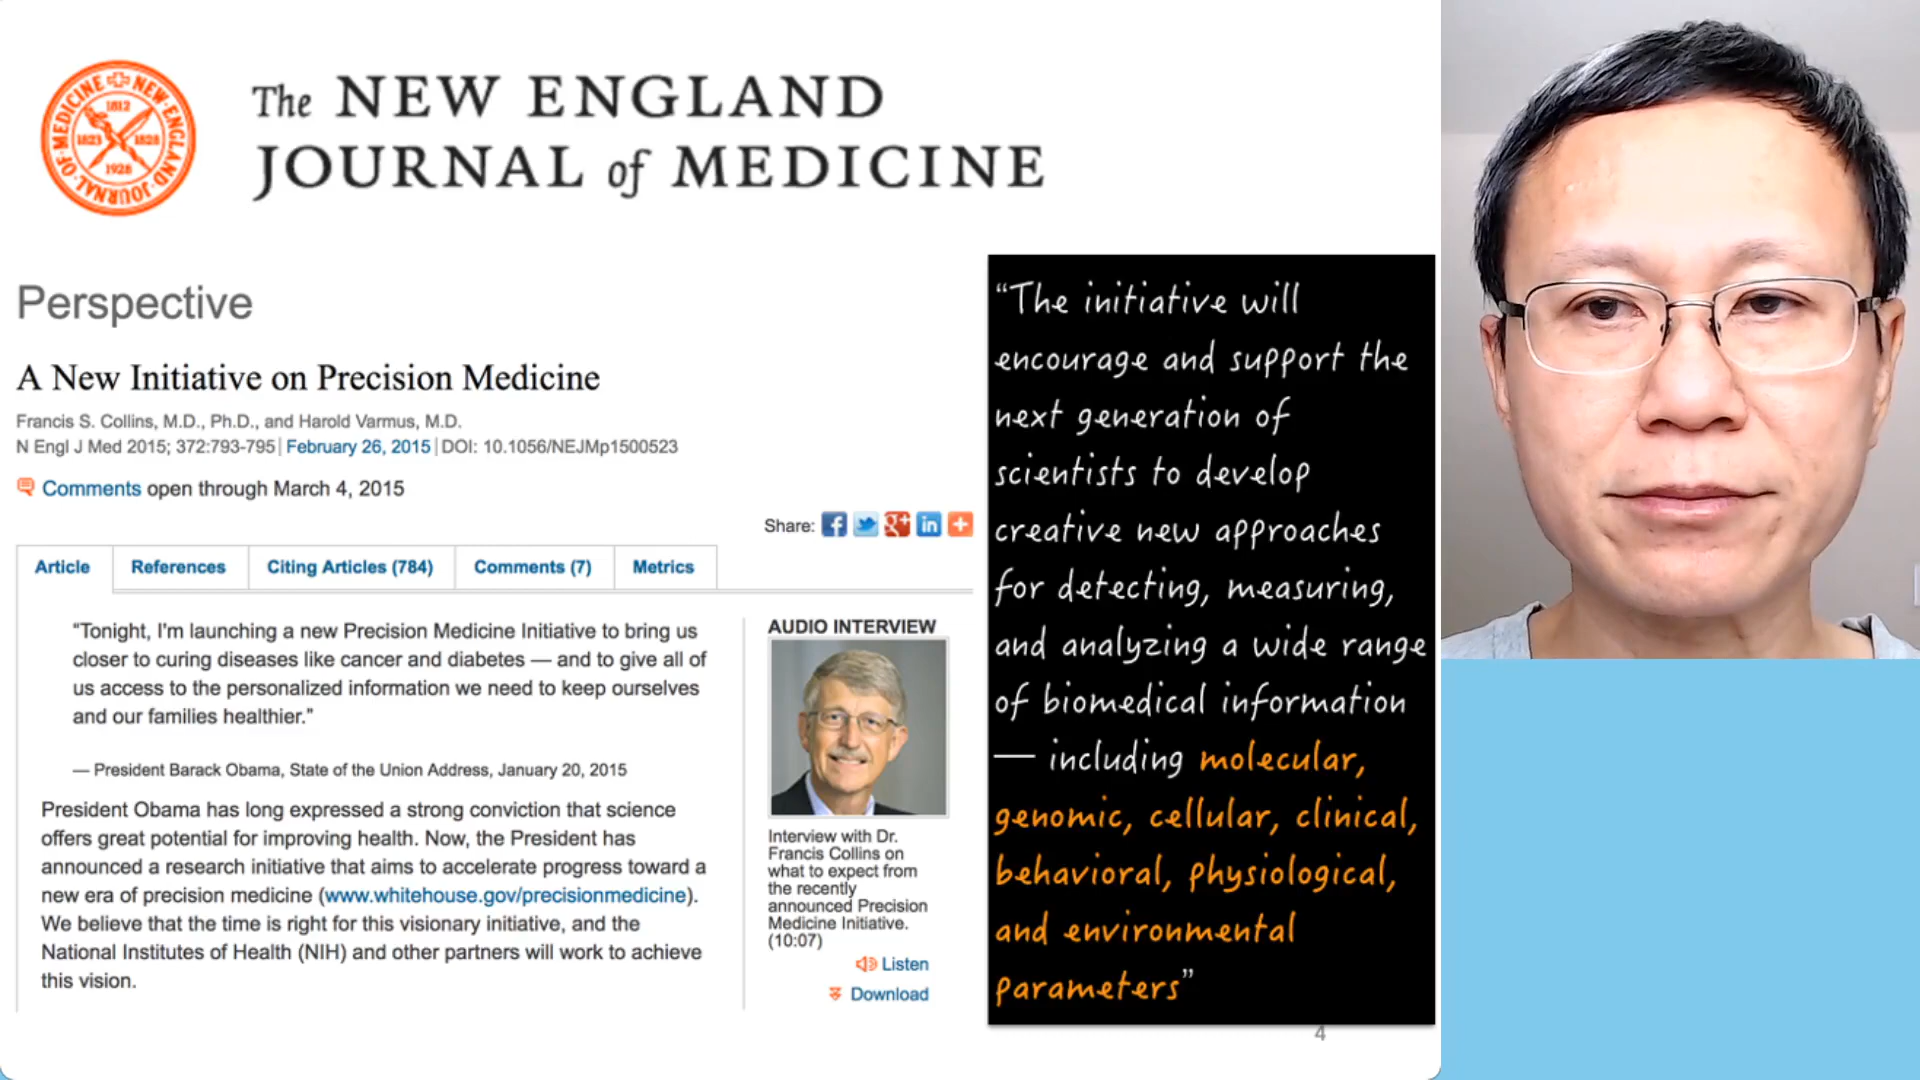 The NEW ENGLAND
JOURNAL of MEDICINE
NEW ENGLAND JOURNAL OF MEDICINE
1812
1823 1828
1928
Perspective
A New Initiative on Precision Medicine
Francis S. Collins, M.D., Ph.D., and Harold Varmus, M.D.
N Engl J Med 2015; 372:793-795 | February 26, 2015 | DOI: 10.1056/NEJMp1500523
Comments open through March 4, 2015
Share: f g+ in +
Article References Citing Articles (784) Comments (7) Metrics
“Tonight, I'm launching a new Precision Medicine Initiative to bring us
closer to curing diseases like cancer and diabetes — and to give all of
us access to the personalized information we need to keep ourselves
and our families healthier.”
— President Barack Obama, State of the Union Address, January 20, 2015
President Obama has long expressed a strong conviction that science
offers great potential for improving health. Now, the President has
announced a research initiative that aims to accelerate progress toward a
new era of precision medicine (www.whitehouse.gov/precisionmedicine).
We believe that the time is right for this visionary initiative, and the
National Institutes of Health (NIH) and other partners will work to achieve
this vision.
AUDIO INTERVIEW
Interview with Dr.
Francis Collins on
what to expect from
the recently
announced Precision
Medicine Initiative.
(10:07)
Listen
Download
“The initiative will
encourage and support the
next generation of
scientists to develop
creative new approaches
for detecting, measuring,
and analyzing a wide range
of biomedical information
— including molecular,
genomic, cellular, clinical,
behavioral, physiological,
and environmental
parameters”
4